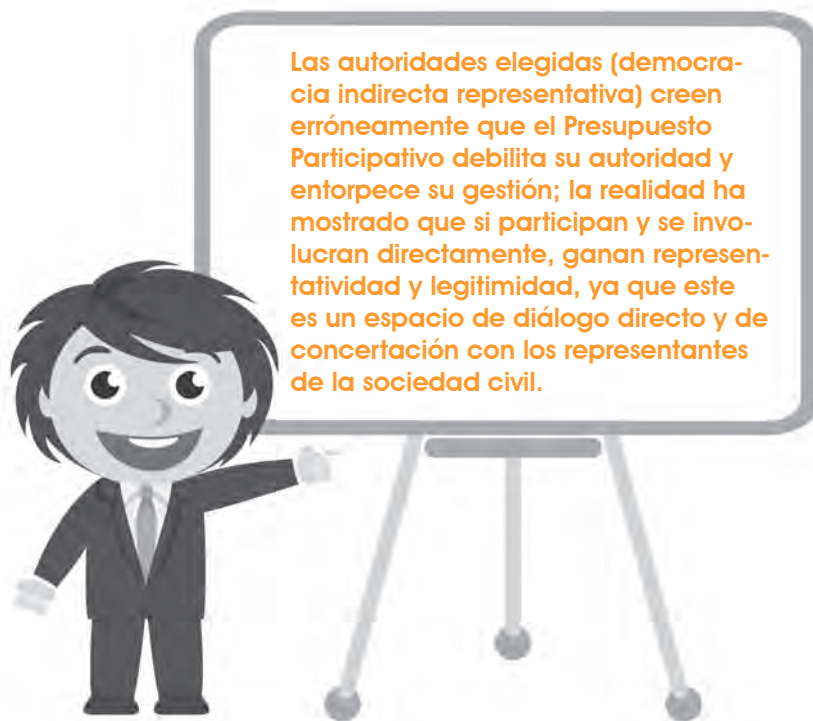 Las autoridades elegidas (democra-
cia indirecta representativa) creen
erróneamente que el Presupuesto
Participativo debilita su autoridad y
entorpece su gestión; la realidad ha
mostrado que si participan y se invo-
lucran directamente, ganan represen-
tatividad y legitimidad, ya que este
es un espacio de diálogo directo y de
concertación con los representantes
de la sociedad civil.